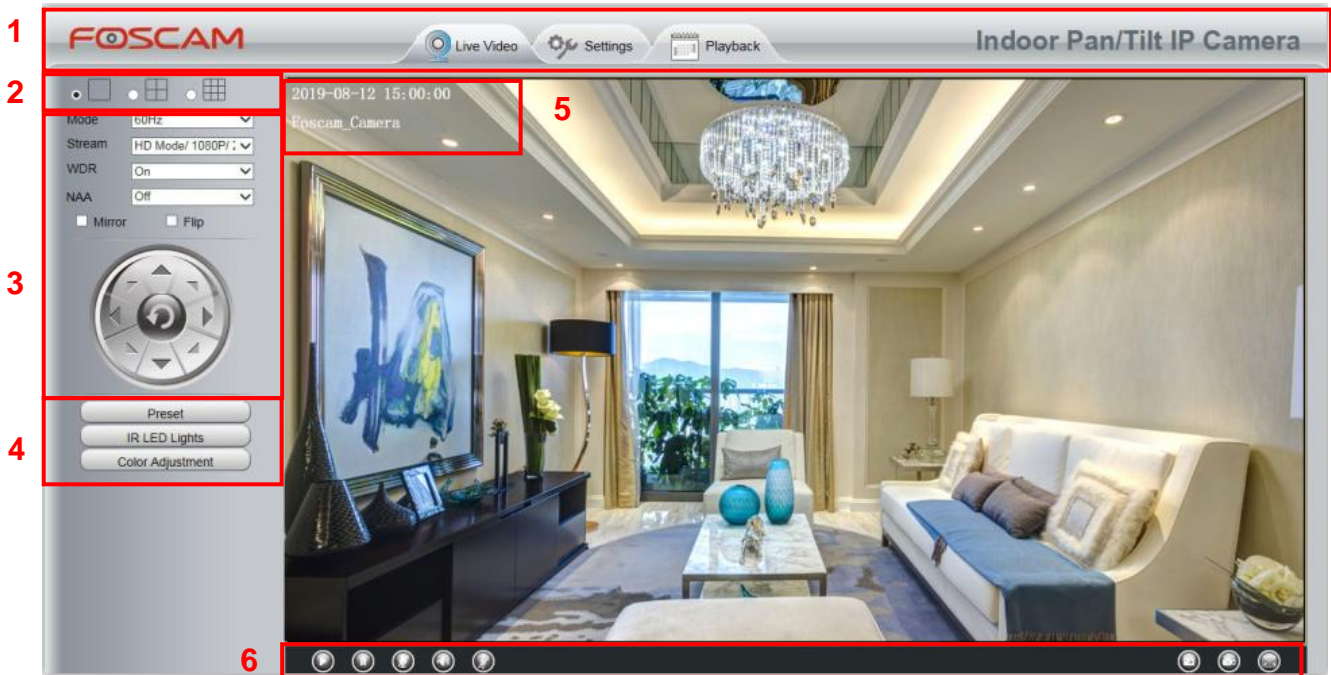 1
FOSCAM Live Video Settings Playback Indoor Pan/Tilt IP Camera
2
2019-08-12 15:00:00
5
Foscam_Camera
Mode 60Hz
Stream HD Mode/ 1080P/
WDR On
NAA Off
Mirror Flip
3
Preset
4
IR LED Lights
Color Adjustment
6